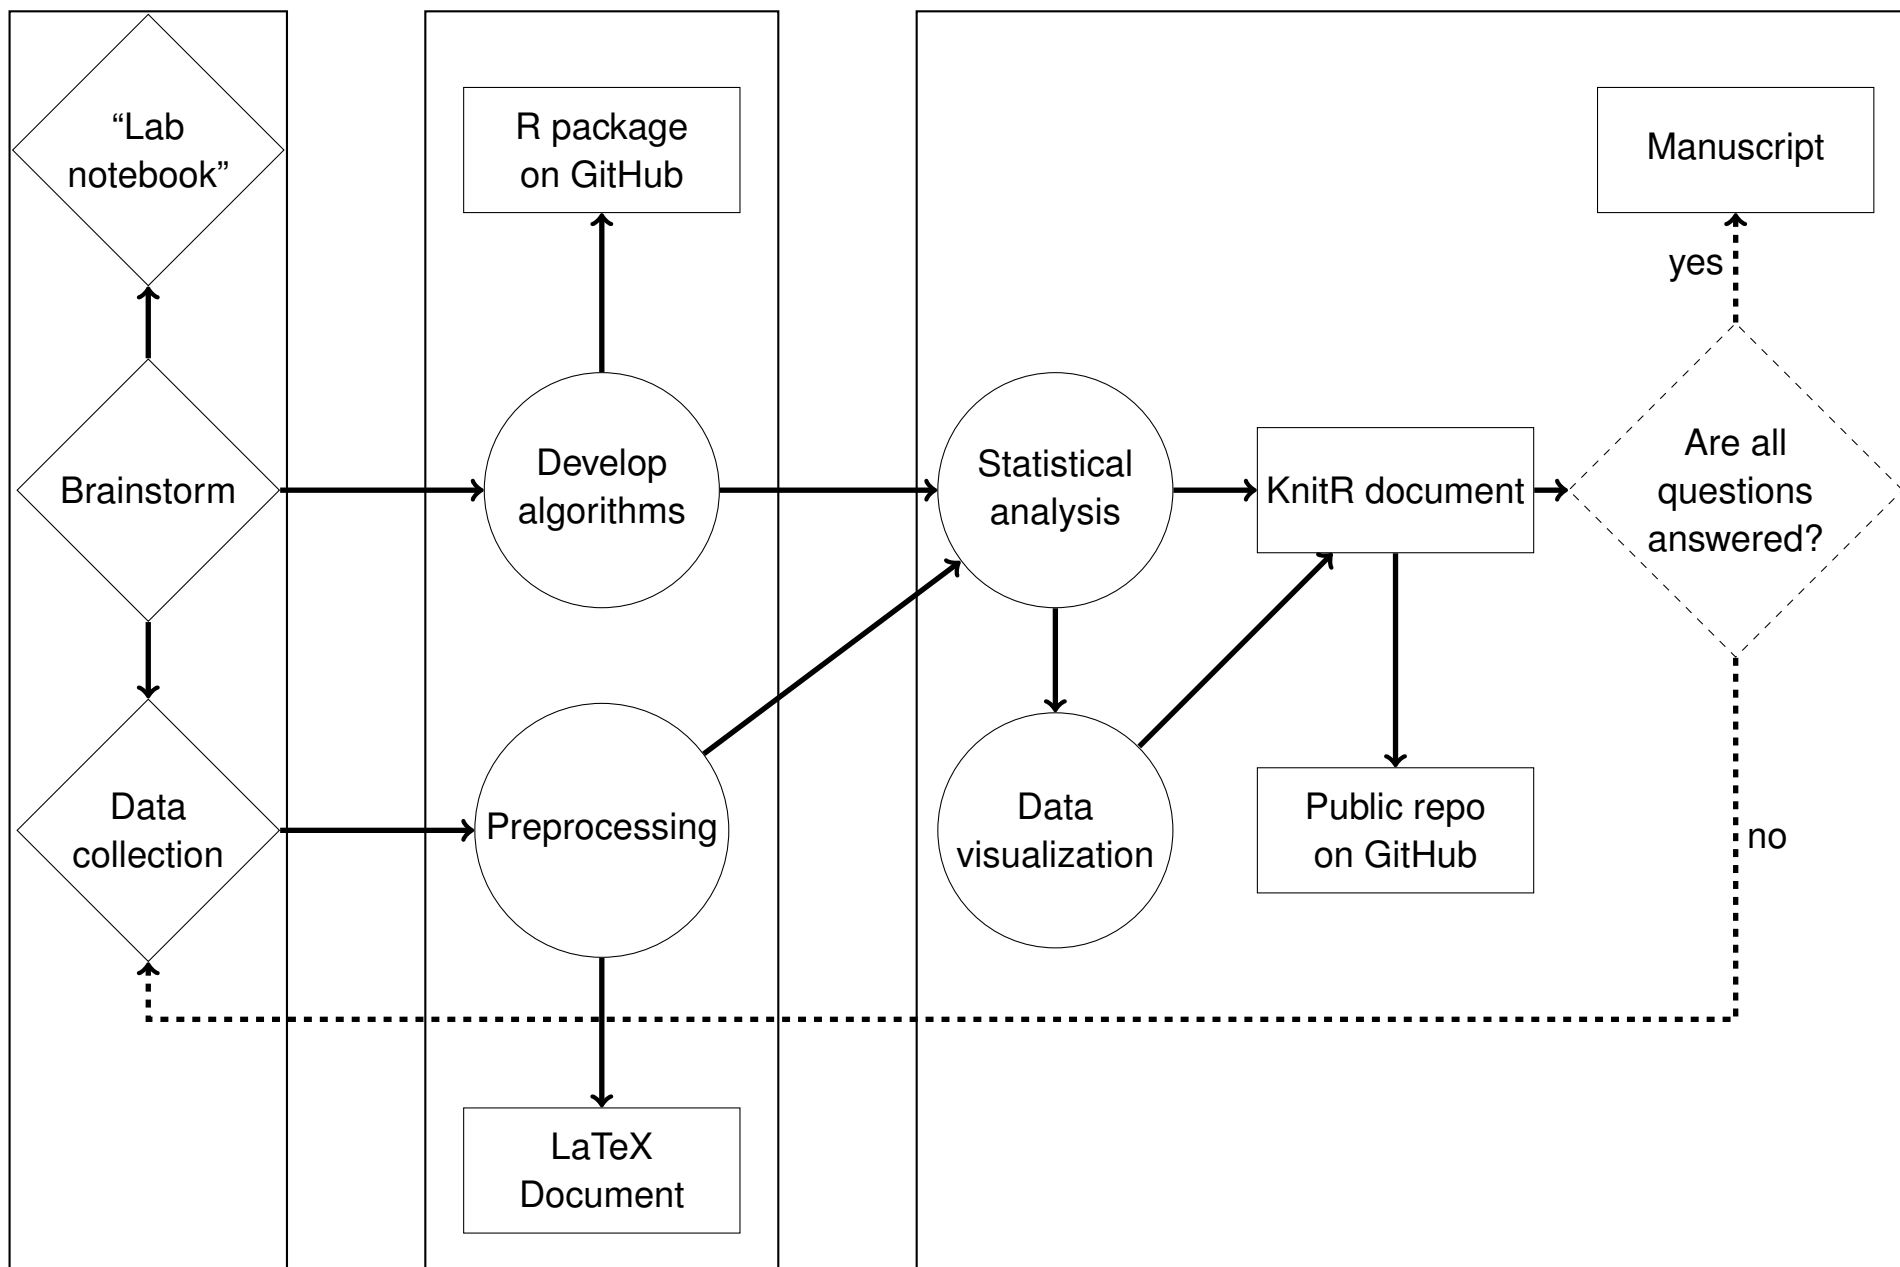 “Lab
notebook”
R package
on GitHub
Manuscript
yes
Brainstorm
Develop
algorithms
Statistical
analysis
KnitR document
Are all
questions
answered?
Data
collection
Preprocessing
Data
visualization
Public repo
on GitHub
no
LaTeX
Document